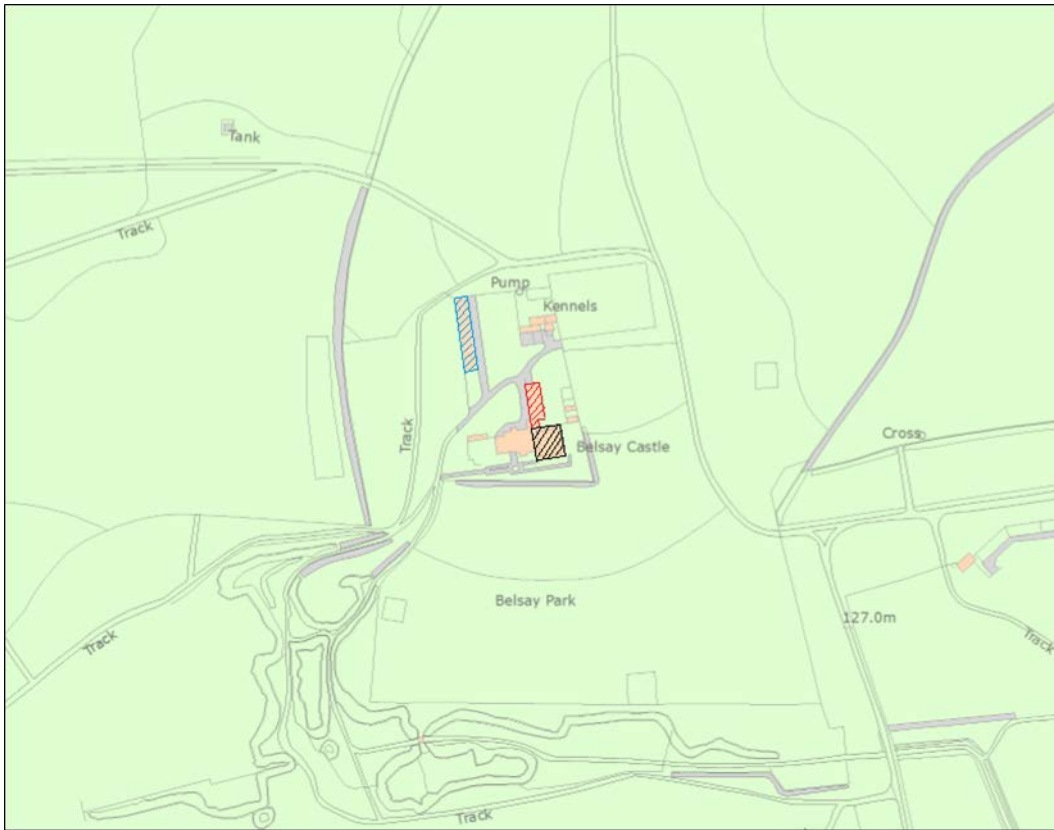 Tank
Track
Pump
Kennels
Track
Cross
Belsay Castle
Belsay Park
127.0m
Track
Track
Track